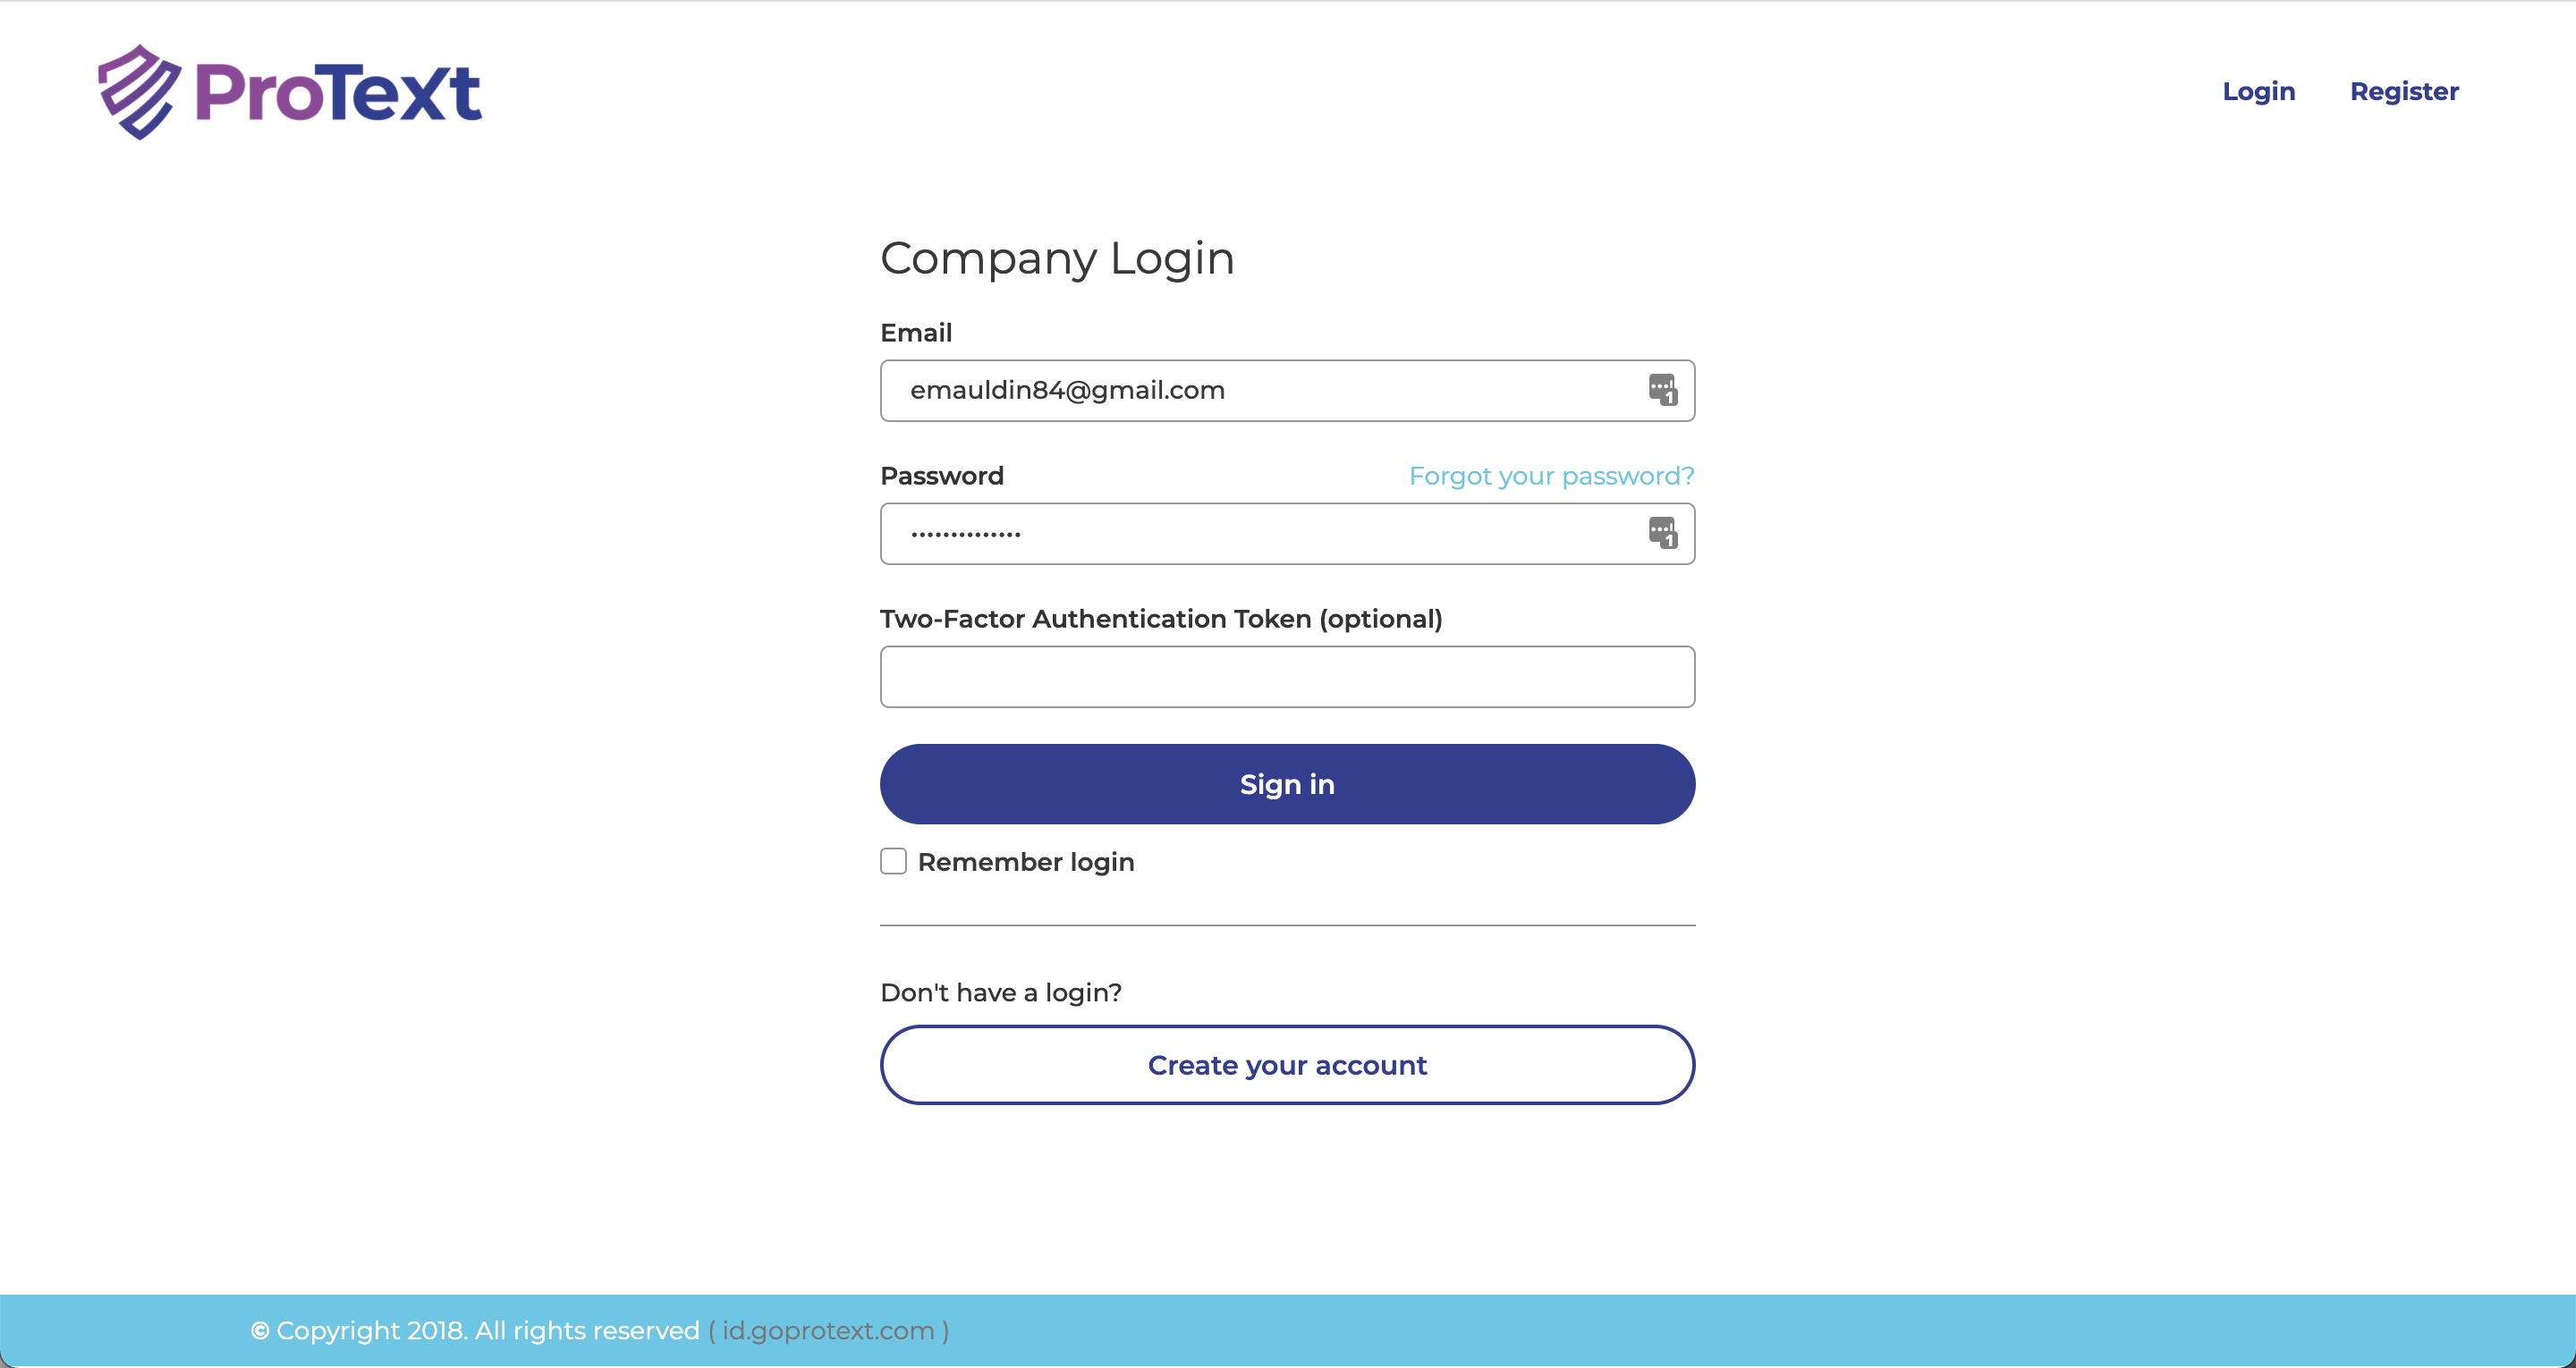 ProText
Login Register
Company Login
Email
emauldin84@gmail.com
Password Forgot your password?
••••••••••••••
Two-Factor Authentication Token (optional)
Sign in
Remember login
Don't have a login?
Create your account
© Copyright 2018. All rights reserved ( id.goprotext.com )